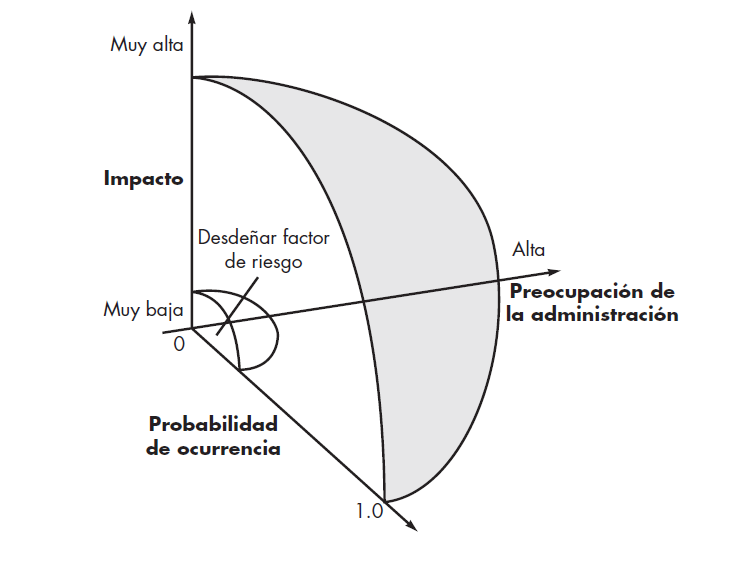 Muy alta
Impacto
Desdeñar factor
de riesgo
Alta
Preocupación de
la administración
Muy baja
0
Probabilidad
de ocurrencia
1.0